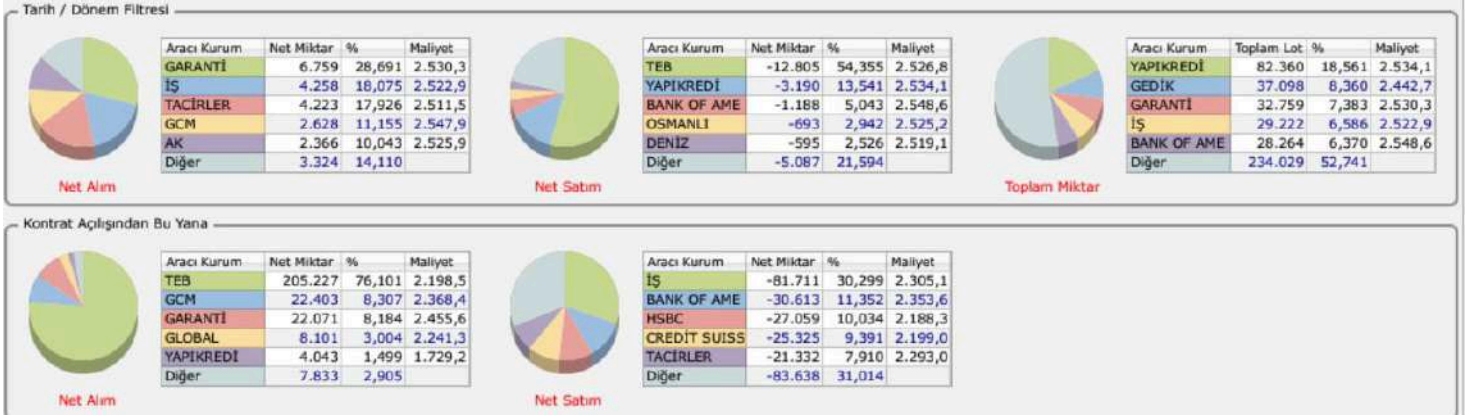 Tarih / Dönem Filtresi
Aracı Kurum Net Miktar % Maliyet
GARANTİ 6.759 28,691 2.530,3
İŞ 4.258 18,075 2.522,9
TACİRLER 4.223 17,926 2.511,5
GCM 2.628 11,155 2.547,9
AK 2.366 10,043 2.525,9
Diğer 3.324 14,110
Net Alım
Aracı Kurum Net Miktar % Maliyet
TEB -12.805 54,355 2.526,8
YAPIKREDİ -3.190 13,541 2.534,1
BANK OF AME -1.188 5,043 2.548,6
OSMANLI -693 2,942 2.525,2
DENİZ -595 2,526 2.519,1
Diğer -5.087 21,594
Net Satım
Aracı Kurum Toplam Lot % Maliyet
YAPIKREDİ 82.360 18,561 2.534,1
GEDİK 37.098 8,360 2.442,7
GARANTİ 32.759 7,383 2.530,3
İŞ 29.222 6,586 2.522,9
BANK OF AME 28.264 6,370 2.548,6
Diğer 234.029 52,741
Toplam Miktar
Kontrat Açılışından Bu Yana
Aracı Kurum Net Miktar % Maliyet
TEB 205.227 76,101 2.198,5
GCM 22.403 8,307 2.368,4
GARANTİ 22.071 8,184 2.455,6
GLOBAL 8.101 3,004 2.241,3
YAPIKREDİ 4.043 1,499 1.729,2
Diğer 7.833 2,905
Net Alım
Aracı Kurum Net Miktar % Maliyet
İŞ -81.711 30,299 2.305,1
BANK OF AME -30.613 11,352 2.353,6
HSBC -27.059 10,034 2.188,3
CREDİT SUISS -25.325 9,391 2.199,0
TACİRLER -21.332 7,910 2.293,0
Diğer -83.638 31,014
Net Satım